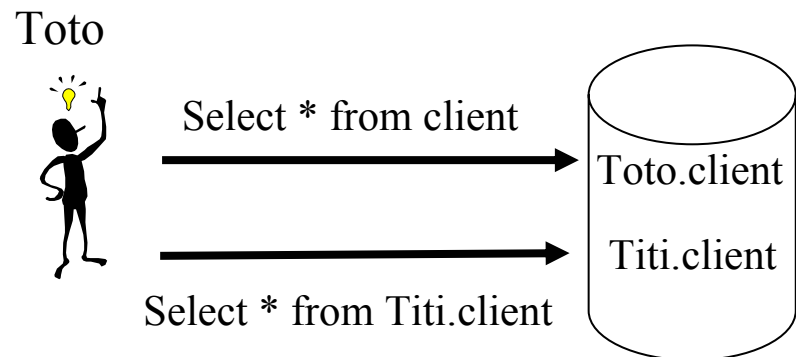 Toto
Select * from client
Toto.client
Titi.client
Select * from Titi.client